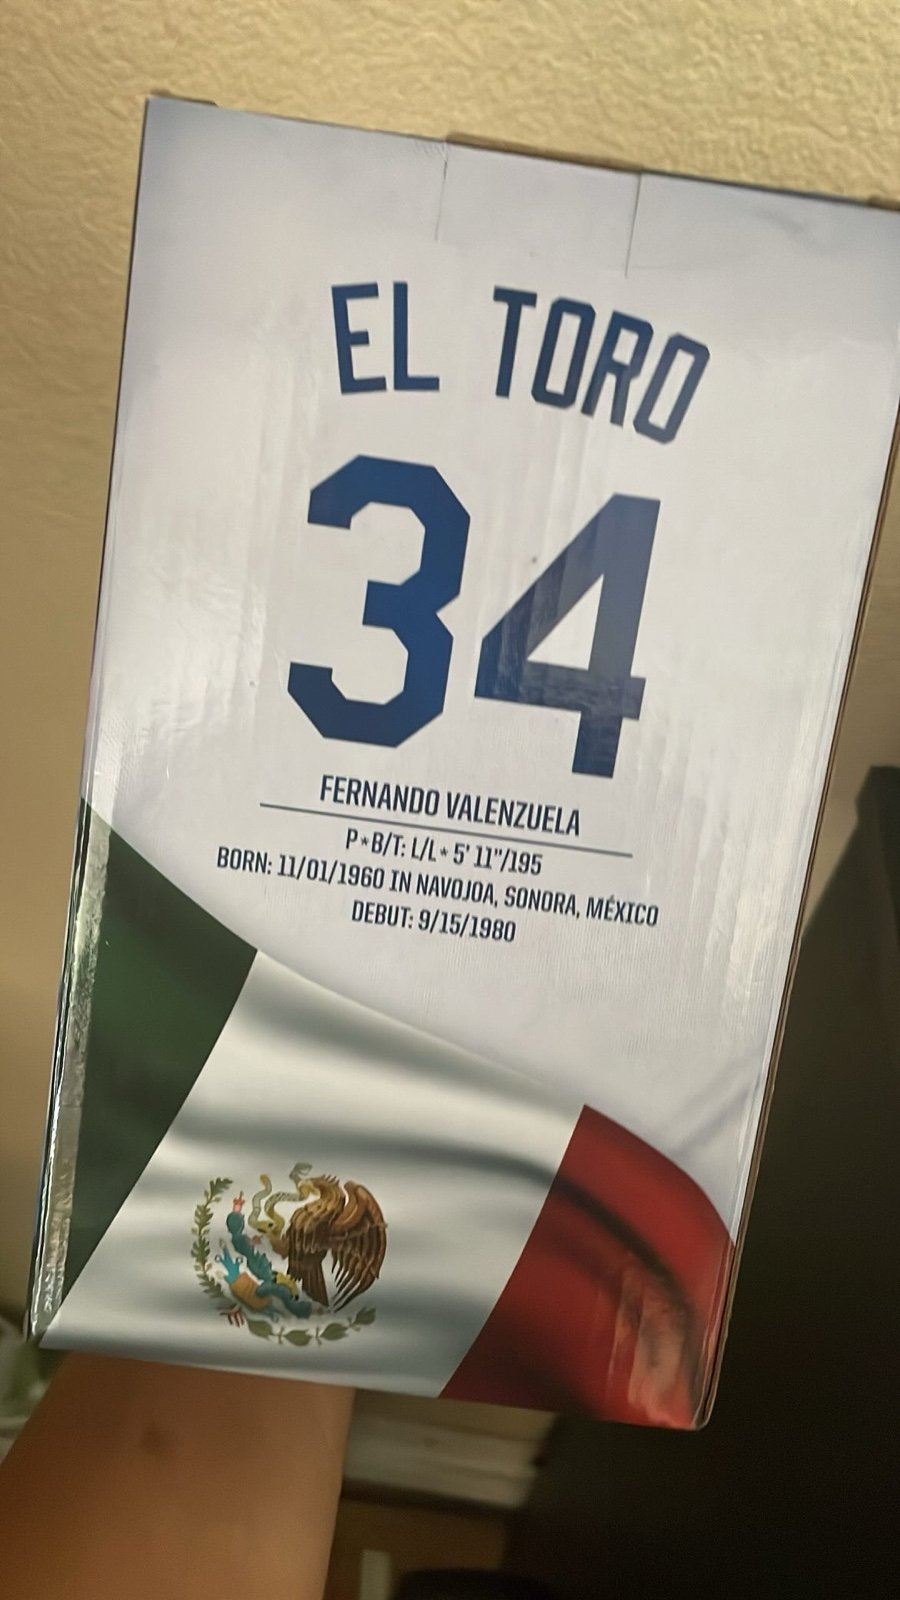 EL TORO
34
FERNANDO VALENZUELA
P*B/T: L/L* 5' 11"/195
BORN: 11/01/1960 IN NAVOJOA, SONORA, MÉXICO
DEBUT: 9/15/1980